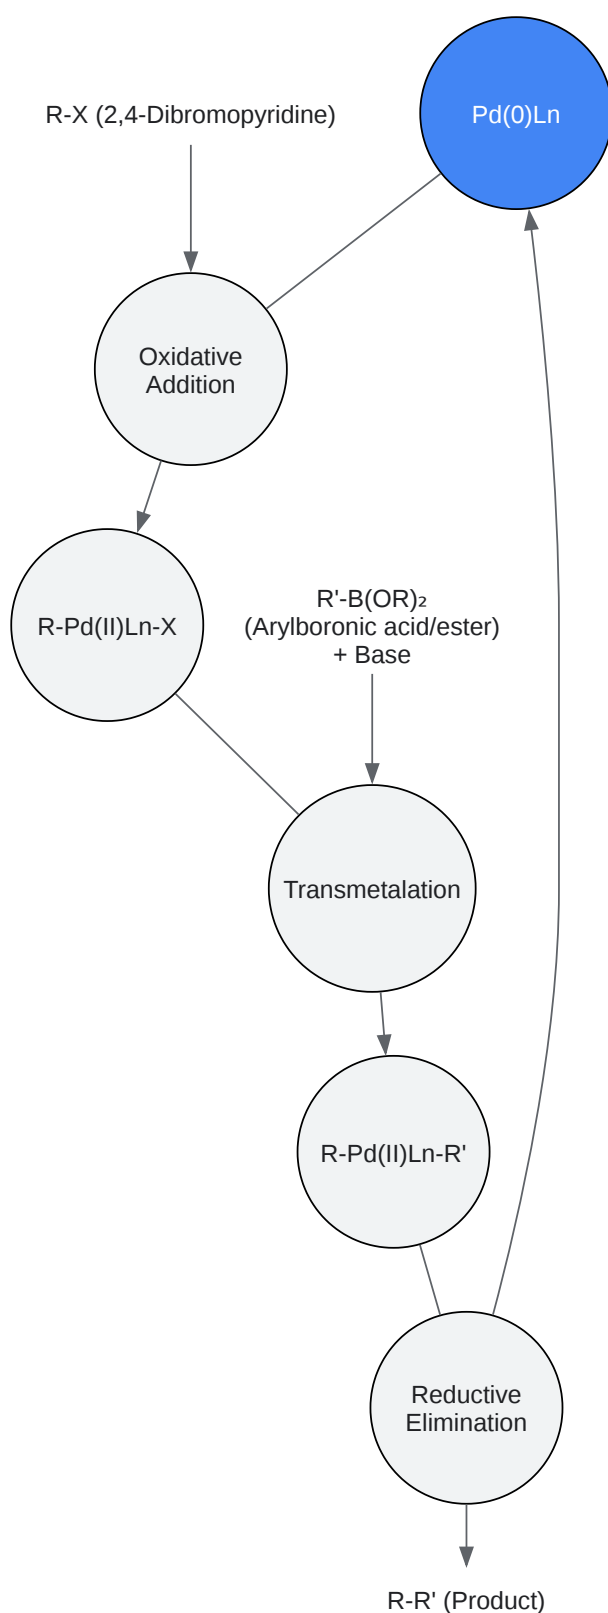 R-X (2,4-Dibromopyridine)
Pd(0)Ln
Oxidative
Addition
R-Pd(II)Ln-X
R'-B(OR)₂
(Arylboronic acid/ester)
+ Base
Transmetalation
R-Pd(II)Ln-R'
Reductive
Elimination
R-R' (Product)